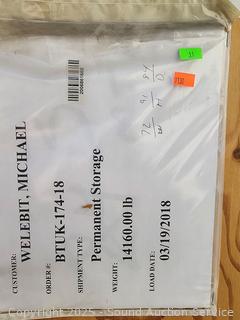 CUSTOMER:
WELEBIT, MICHAEL
ORDER #:
BTUK-174-18
SHIPMENT TYPE:
Permanent Storage
WEIGHT:
14160.00 lb
LOAD DATE:
03/19/2018
11
Copyright 2025 - Sound Auction Service